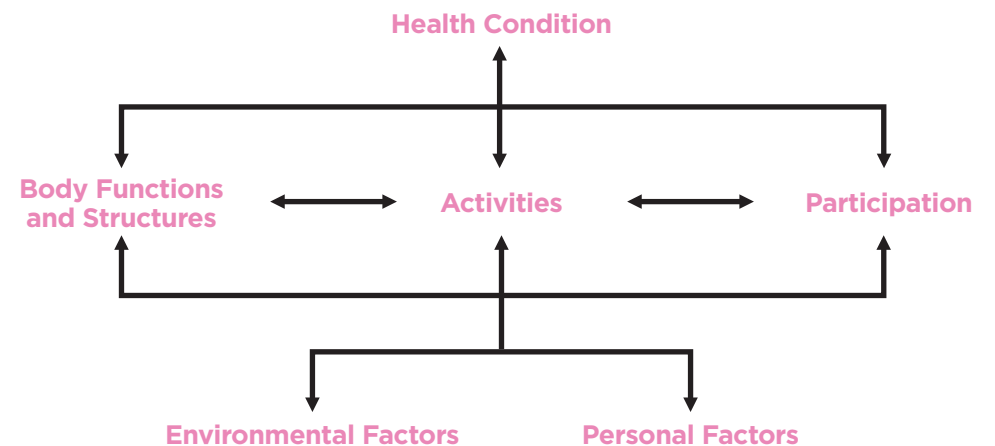 Health Condition
Body Functions
and Structures
Activities
Participation
Environmental Factors
Personal Factors